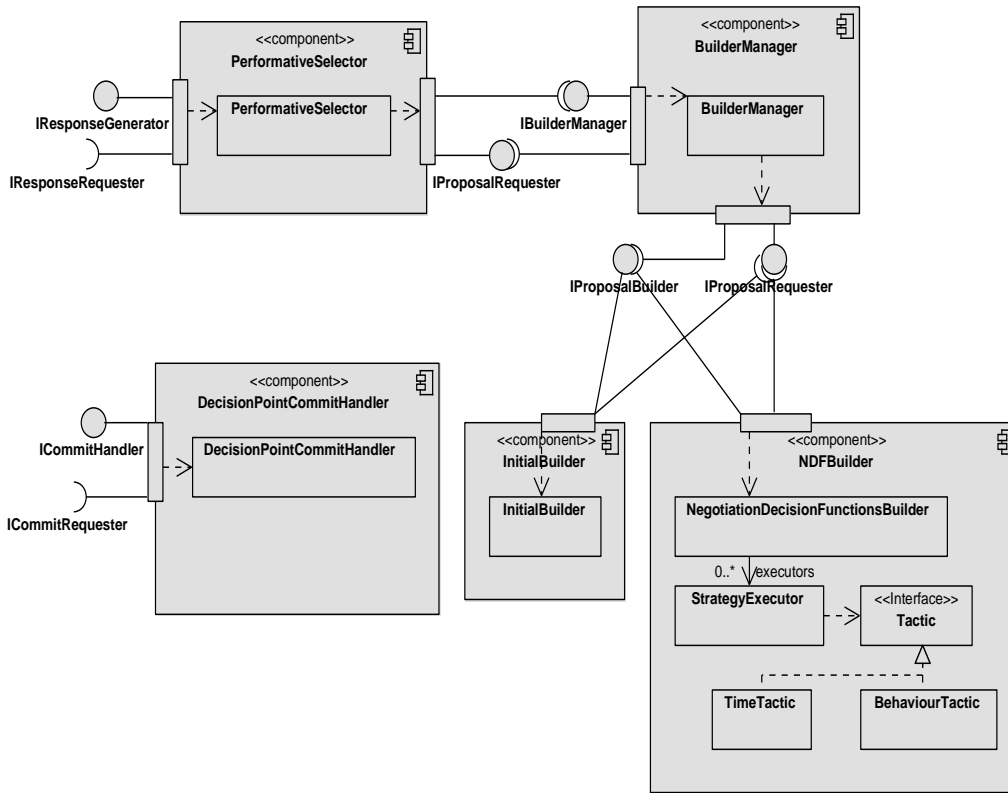 <<component>>
PerformativeSelector
PerformativeSelector
IResponseGenerator
IResponseRequester
IBuilderManager
IProposalRequester
<<component>>
BuilderManager
BuilderManager
IProposalBuilder
IProposalRequester
<<component>>
DecisionPointCommitHandler
DecisionPointCommitHandler
ICommitHandler
ICommitRequester
<<component>>
InitialBuilder
InitialBuilder
<<component>>
NDFBuilder
NegotiationDecisionFunctionsBuilder
0..* executors
StrategyExecutor
<<Interface>>
Tactic
TimeTactic
BehaviourTactic